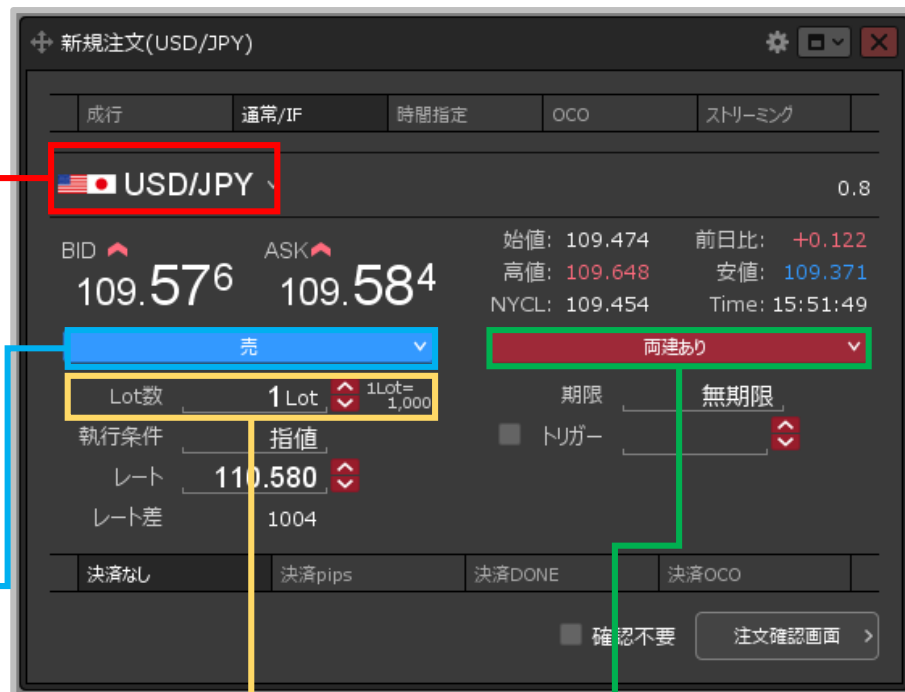 新規注文(USD/JPY)
成行 通常/IF 時間指定 OCO ストリーミング
USD/JPY 0.8
BID ASK 始値: 109.474 前日比: +0.122
109.576 109.584 高値: 109.648 安値: 109.371
NYCL: 109.454 Time: 15:51:49
売 両建あり
Lot数 1 Lot 1Lot= 1,000 期限 無期限
執行条件 指値 トリガー
レート 110.580
レート差 1004
決済なし 決済pips 決済DONE 決済OCO
確認不要 注文確認画面